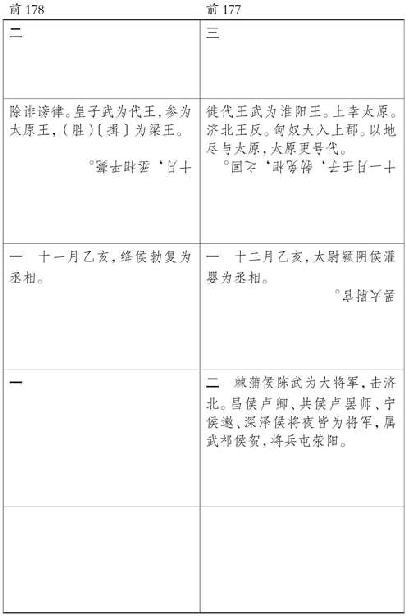 前 178
前 177
二
三
除诽谤律。皇子武为代王，参为
太原王，（胜）〔揖〕为梁王。
十月，丞相平薨。
徙代王武为淮阳王。上幸太原。
济北王反。匈奴大入上郡。以地
尽与太原，太原更号代。
十一月壬子，勃免相，之国。
一　十一月乙亥，绛侯勃复为
丞相。
一　十二月乙亥，太尉颍阴侯灌
婴为丞相。
罢太尉官。
一
二　棘蒲侯陈武为大将军，击济
北。昌侯卢卿、共侯卢罢师、宁
侯遬、深泽侯将夜皆为将军，属
武祁侯贺，将兵屯荥阳。